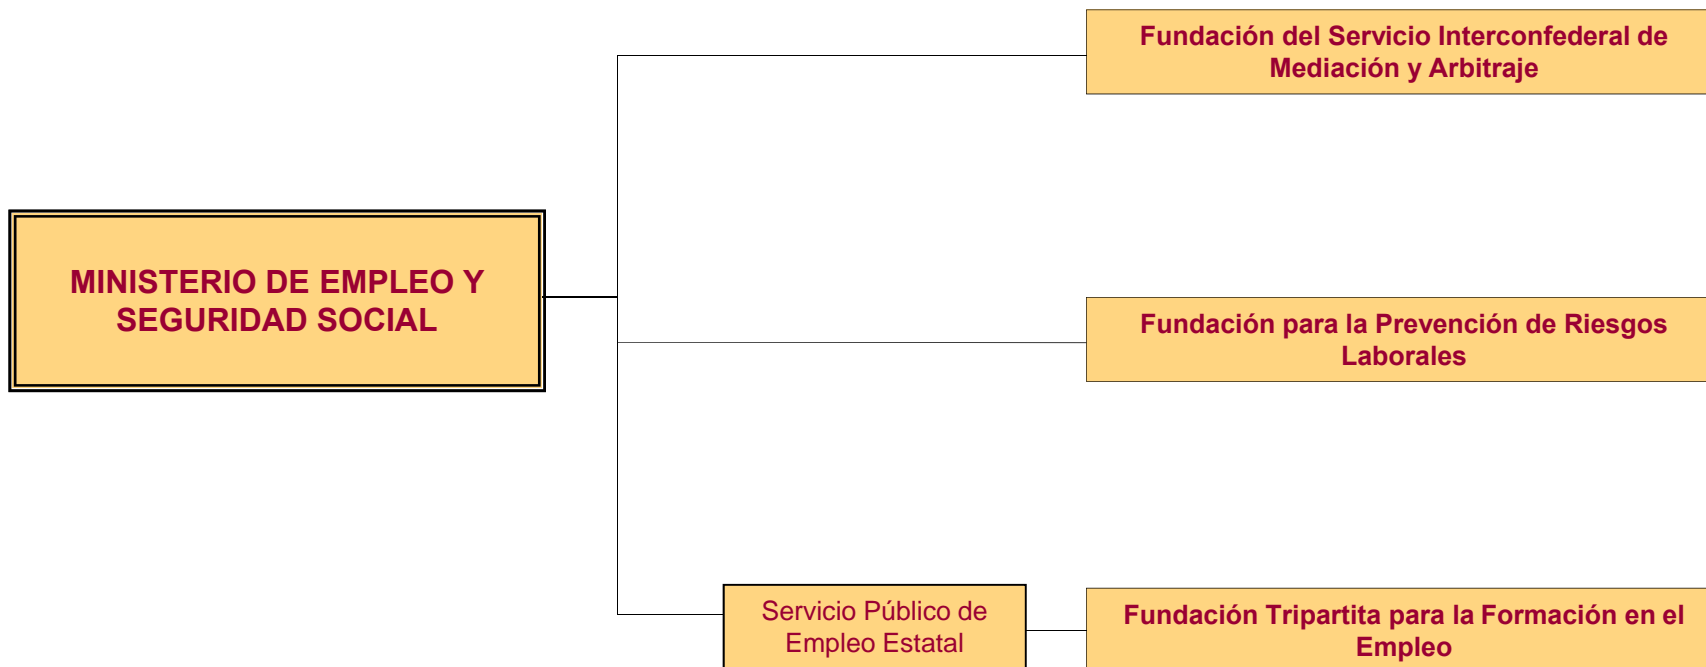 Fundación del Servicio Interconfederal de
Mediación y Arbitraje
MINISTERIO DE EMPLEO Y
SEGURIDAD SOCIAL
Fundación para la Prevención de Riesgos
Laborales
Servicio Público de
Empleo Estatal
Fundación Tripartita para la Formación en el
Empleo